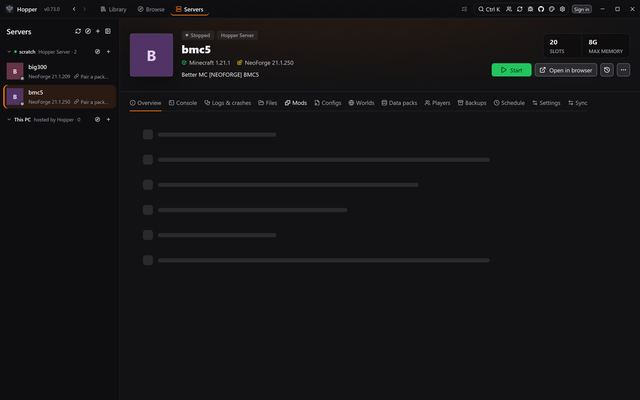 Hopper v0.73.0 Library Browse Servers Ctrl K Sign in
Servers
scratch Hopper Server · 2
B big300
NeoForge 21.1.209 Pair a pack...
B bmc5
NeoForge 21.1.250 Pair a pack...
This PC hosted by Hopper · 0
B
Stopped Hopper Server
bmc5
Minecraft 1.21.1 NeoForge 21.1.250
Better MC [NEOFORGE] BMC5
20 SLOTS
8G MAX MEMORY
Start Open in browser
Overview Console Logs & crashes Files Mods Configs Worlds Data packs Players Backups Schedule Settings Sync